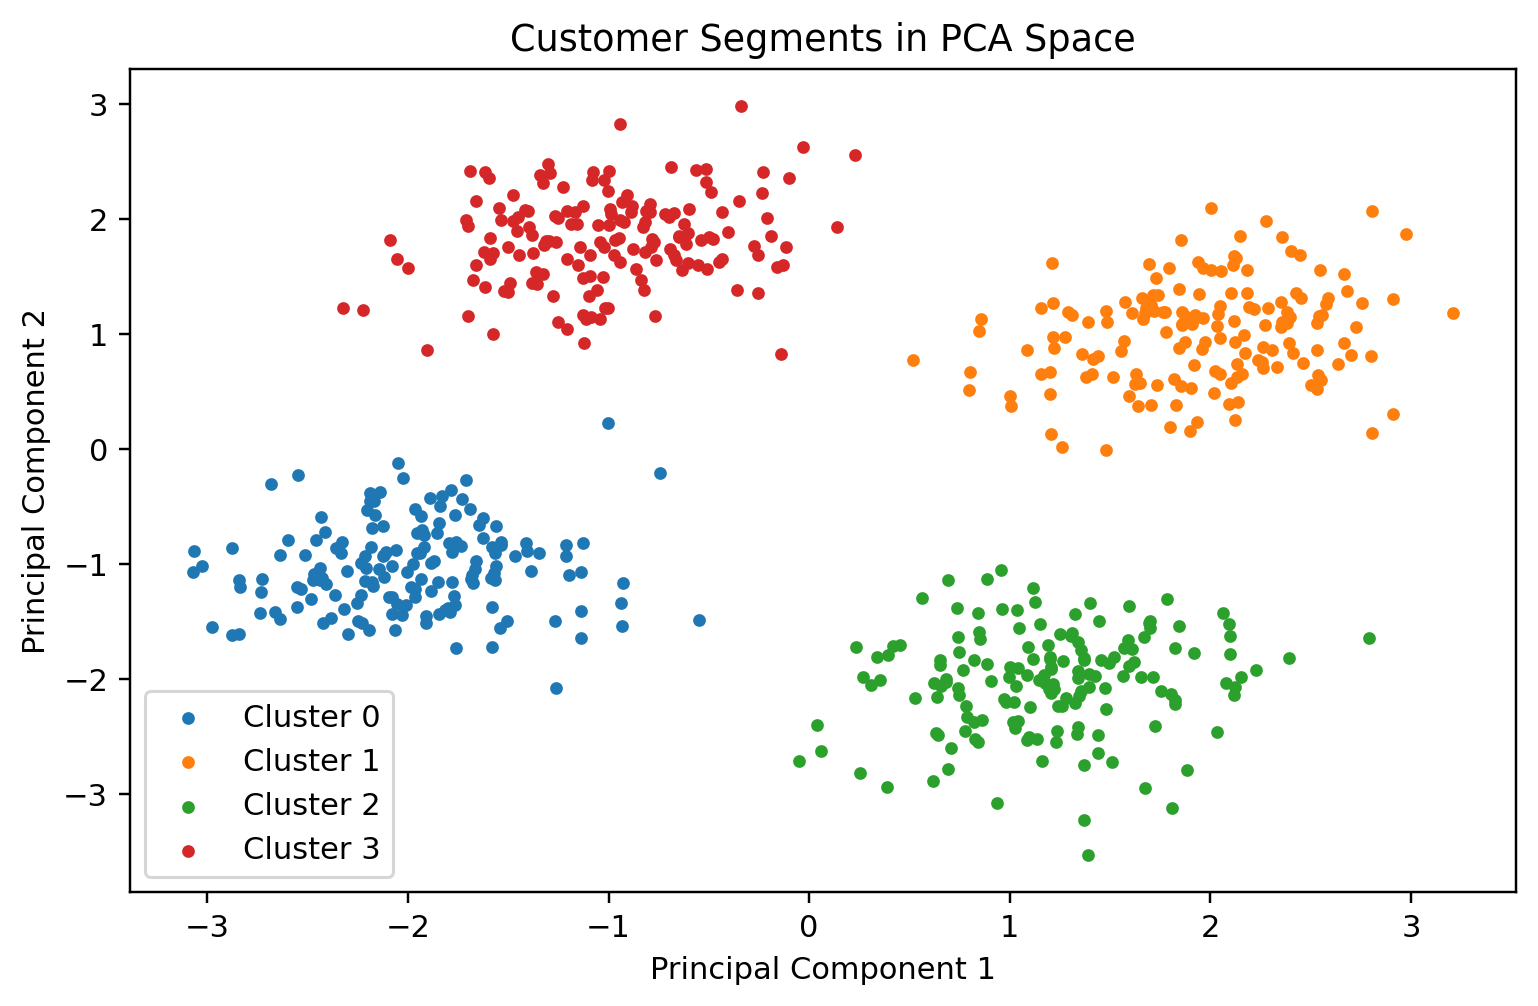 Customer Segments in PCA Space
Principal Component 2
3
2
1
0
−1
−2
−3
Cluster 0
Cluster 1
Cluster 2
Cluster 3
−3
−2
−1
0
1
2
3
Principal Component 1